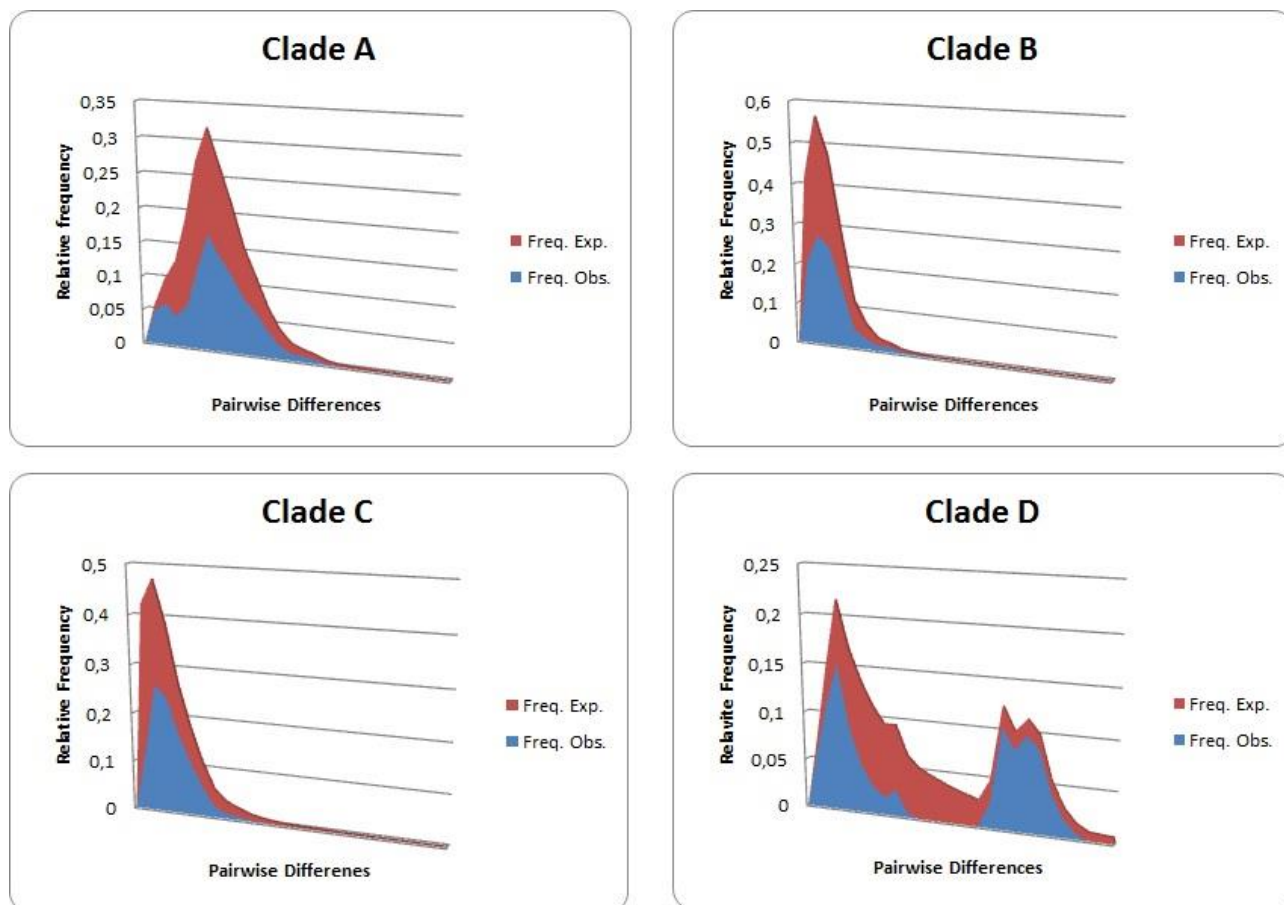 Clade A
0,35
0,3
0,25
0,2
0,15
0,1
0,05
0
Relative frequency
Pairwise Differences
Freq. Exp.
Freq. Obs.
Clade B
0,6
0,5
0,4
0,3
0,2
0,1
0
Relative Frequency
Pairwise Differences
Freq. Exp.
Freq. Obs.
Clade C
0,5
0,4
0,3
0,2
0,1
0
Relative Frequency
Pairwise Differenes
Freq. Exp.
Freq. Obs.
Clade D
0,25
0,2
0,15
0,1
0,05
0
Relavite Frequency
Pairwise Differences
Freq. Exp.
Freq. Obs.